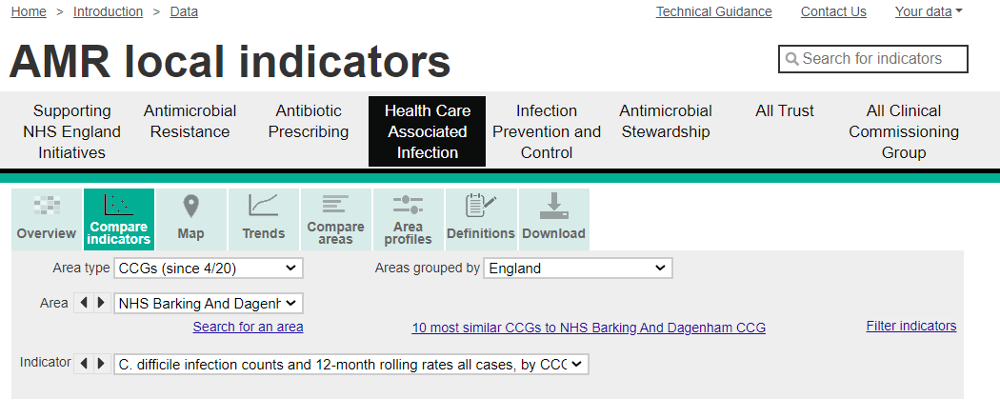 Home > Introduction > Data
Technical Guidance Contact Us Your data
AMR local indicators
Search for indicators
Supporting
NHS England
Initiatives
Antimicrobial
Resistance
Antibiotic
Prescribing
Health Care
Associated
Infection
Infection
Prevention and
Control
Antimicrobial
Stewardship
All Trust
All Clinical
Commissioning
Group
Overview
Compare
indicators
Map
Trends
Compare
areas
Area
profiles
Definitions
Download
Area type CCGs (since 4/20)
Areas grouped by England
Area NHS Barking And Dagenh
Search for an area
10 most similar CCGs to NHS Barking And Dagenham CCG
Filter indicators
Indicator C. difficile infection counts and 12-month rolling rates all cases, by CCG